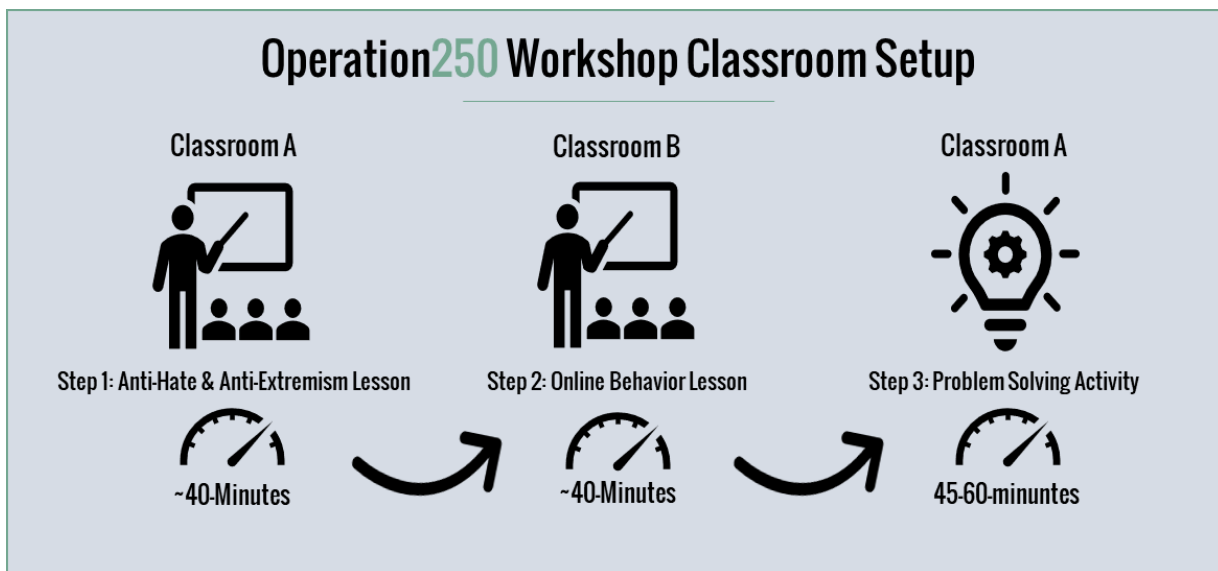 Operation250 Workshop Classroom Setup
Classroom A
Classroom B
Classroom A
Step 1: Anti-Hate & Anti-Extremism Lesson
Step 2: Online Behavior Lesson
Step 3: Problem Solving Activity
~40-Minutes
~40-Minutes
45-60-minuntes